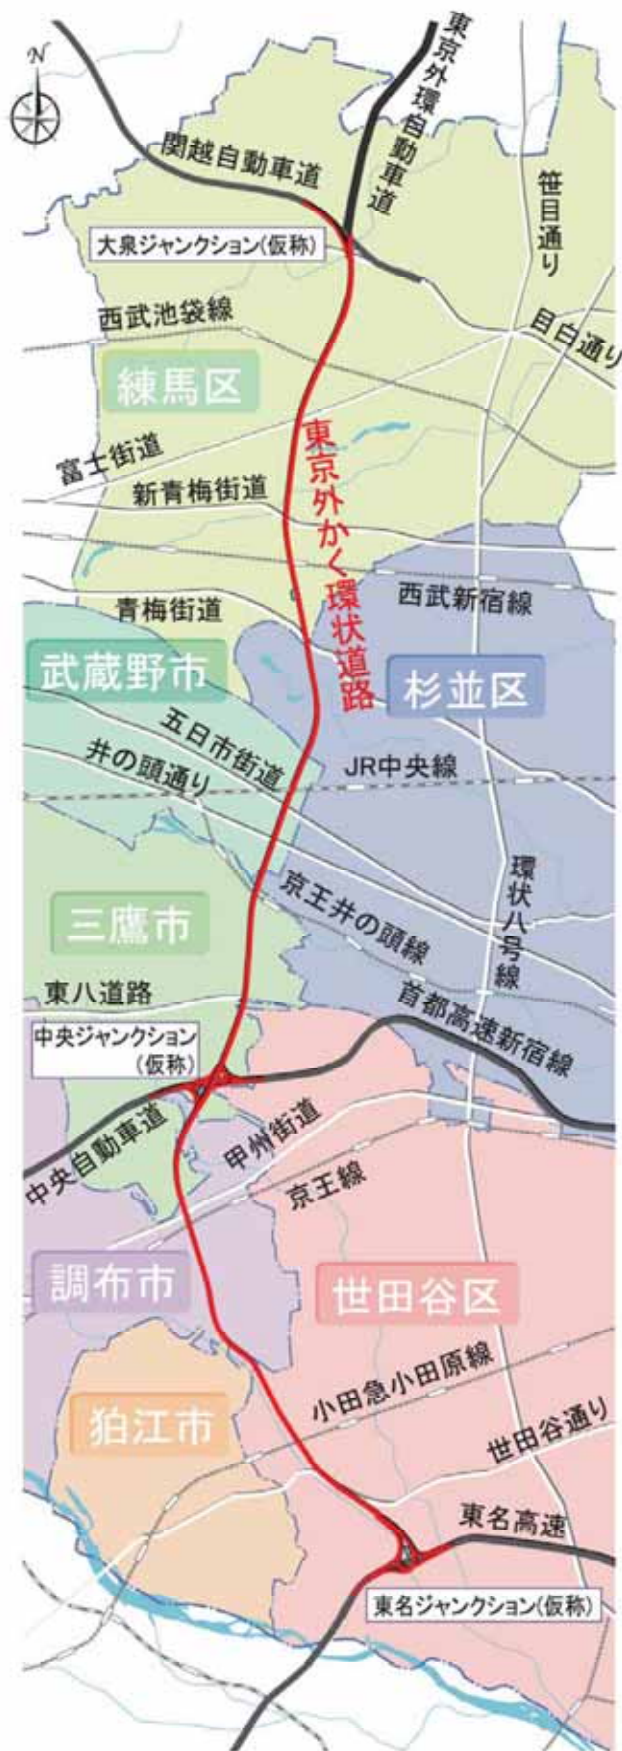 N
東京外環自動車道
関越自動車道
笹目通り
大泉ジャンクション(仮称)
西武池袋線
目白通り
練馬区
富士街道
東京外かく環状道路
新青梅街道
西武新宿線
青梅街道
武蔵野市
杉並区
五日市街道
井の頭通り
JR中央線
環状八号線
三鷹市
京王井の頭線
東八道路
首都高速新宿線
中央ジャンクション
(仮称)
中央自動車道
甲州街道
京王線
調布市
世田谷区
小田急小田原線
狛江市
世田谷通り
東名高速
東名ジャンクション(仮称)